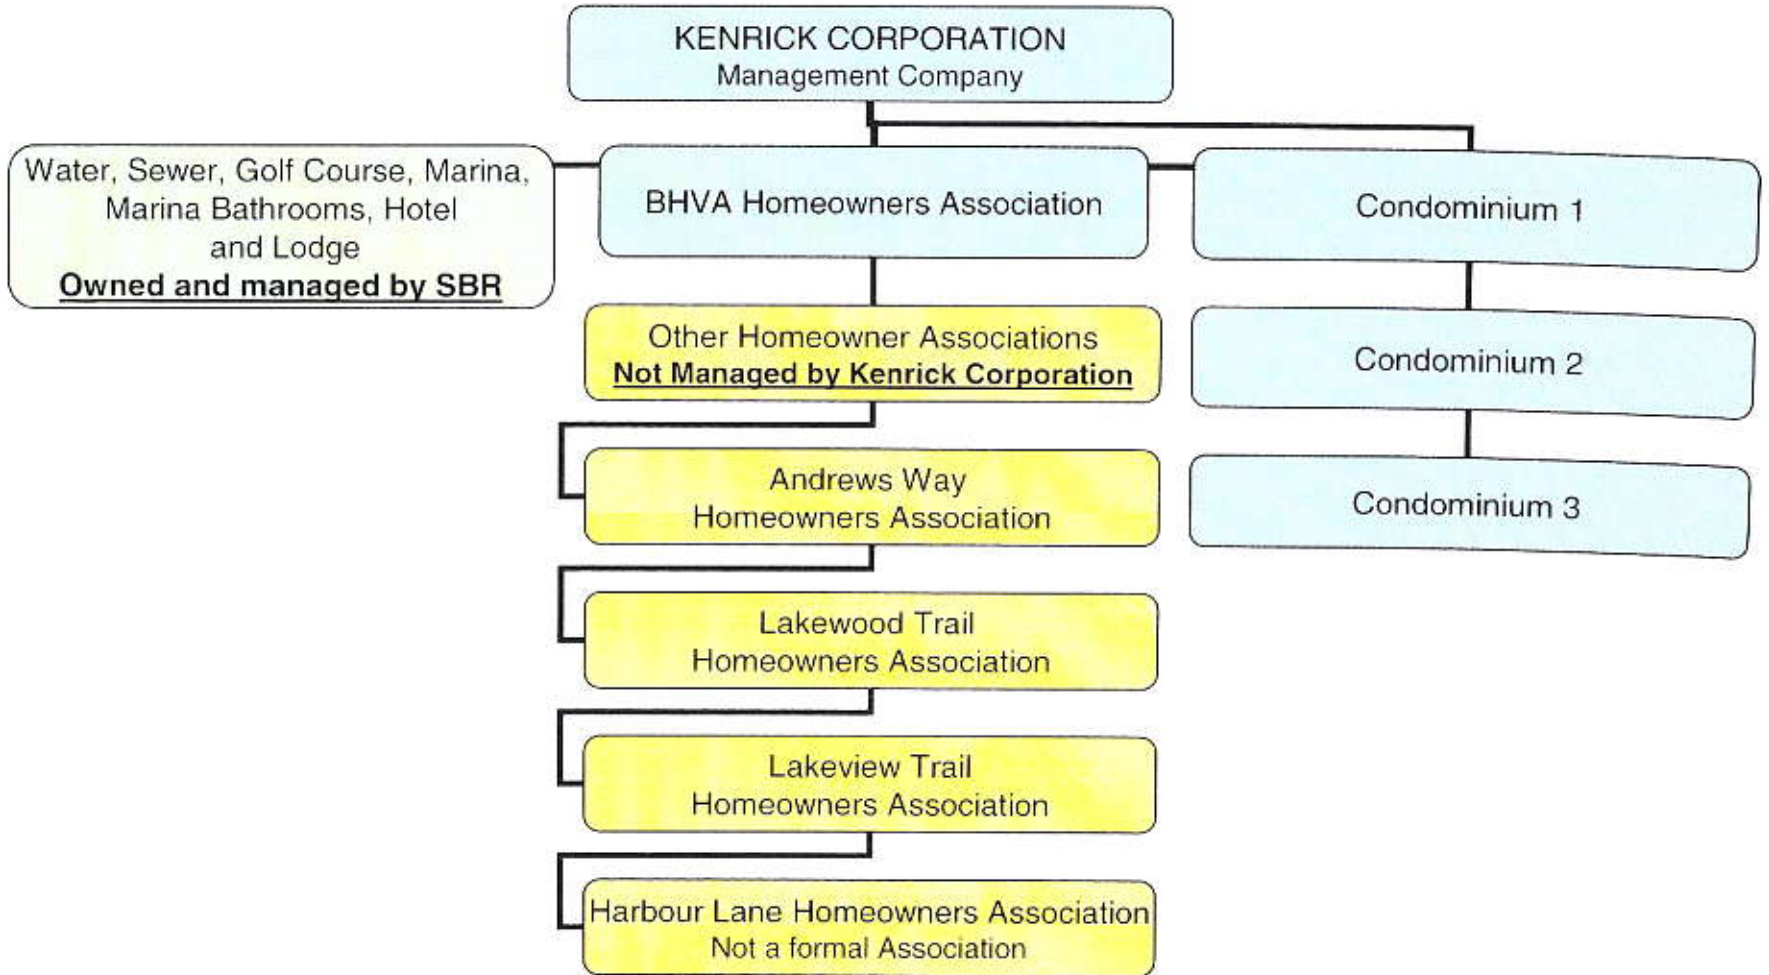 KENRICK CORPORATION
Management Company
Water, Sewer, Golf Course, Marina,
Marina Bathrooms, Hotel
and Lodge
Owned and managed by SBR
BHVA Homeowners Association
Condominium 1
Other Homeowner Associations
Not Managed by Kenrick Corporation
Condominium 2
Andrews Way
Homeowners Association
Condominium 3
Lakewood Trail
Homeowners Association
Lakeview Trail
Homeowners Association
Harbour Lane Homeowners Association
Not a formal Association